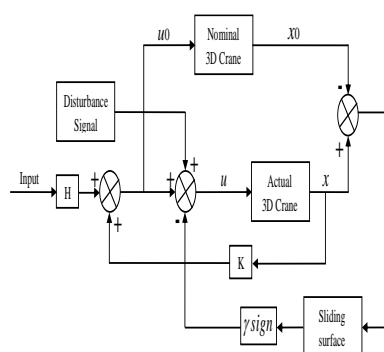 u0
Nominal
3D Crane
x0
-
Disturbance
Signal
+
+
Input
H
+
+
u
Actual
3D Crane
x
+
-
+
K
γsign
Sliding
surface